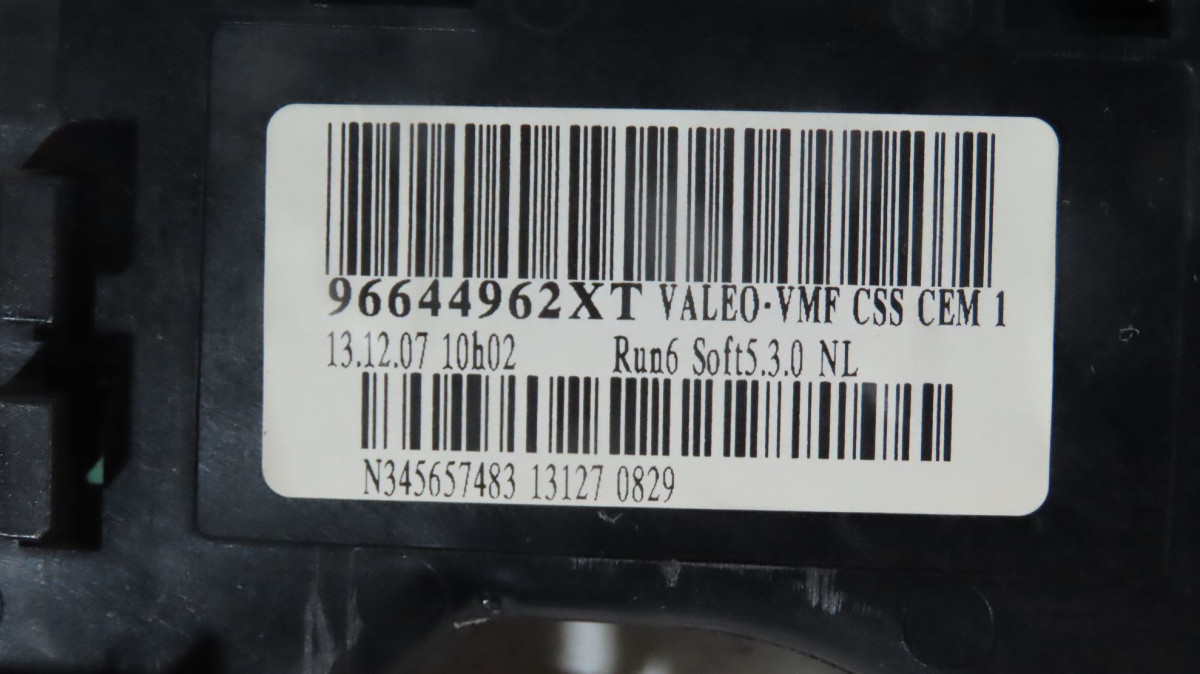 96644962XT VALEO-VMF CSS CEM 1
13.12.07 10h02 Run6 Soft5.3.0 NL
N345657483 13127 0829